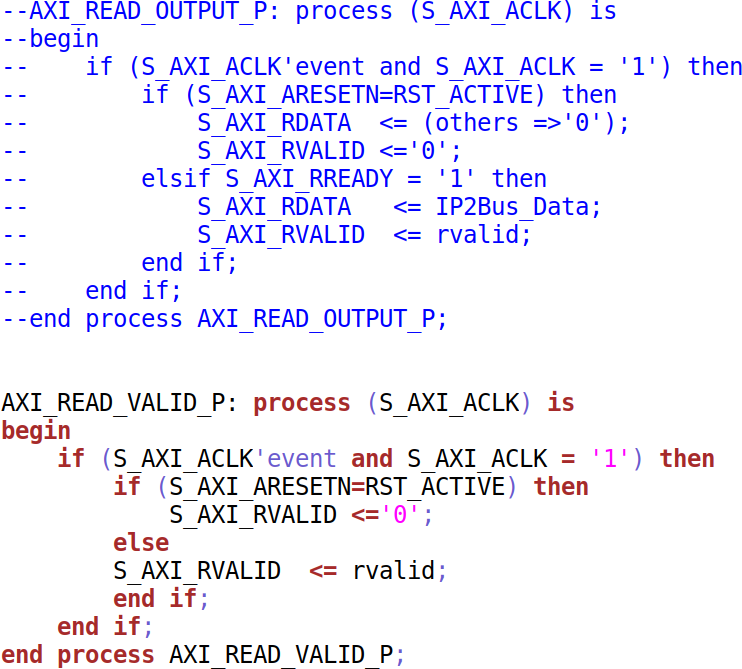 --AXI_READ_OUTPUT_P: process (S_AXI_ACLK) is
--begin
--    if (S_AXI_ACLK'event and S_AXI_ACLK = '1') then
--        if (S_AXI_ARESETN=RST_ACTIVE) then
--            S_AXI_RDATA  <= (others =>'0');
--            S_AXI_RVALID <='0';
--        elsif S_AXI_RREADY = '1' then
--            S_AXI_RDATA   <= IP2Bus_Data;
--            S_AXI_RVALID  <= rvalid;
--        end if;
--    end if;
--end process AXI_READ_OUTPUT_P;
AXI_READ_VALID_P: process (S_AXI_ACLK) is
begin
    if (S_AXI_ACLK'event and S_AXI_ACLK = '1') then
        if (S_AXI_ARESETN=RST_ACTIVE) then
            S_AXI_RVALID <='0';
        else
        S_AXI_RVALID  <= rvalid;
        end if;
    end if;
end process AXI_READ_VALID_P;